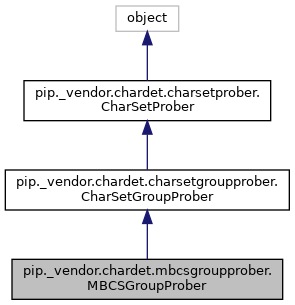 object
pip._vendor.chardet.charsetprober.
CharSetProber
pip._vendor.chardet.charsetgroupprober.
CharSetGroupProber
pip._vendor.chardet.mbcsgroupprober.
MBCSGroupProber